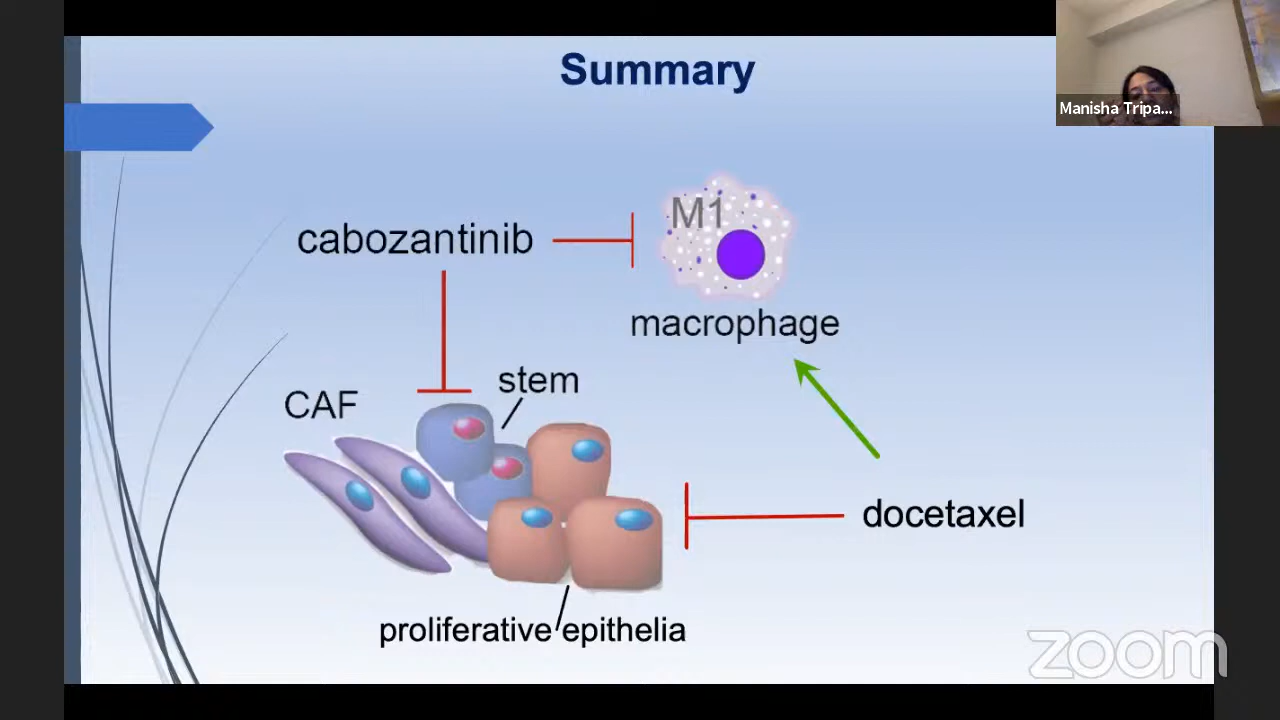 Summary
Manisha Tripa...
M1
cabozantinib
macrophage
stem
CAF
docetaxel
proliferative epithelia
zoom